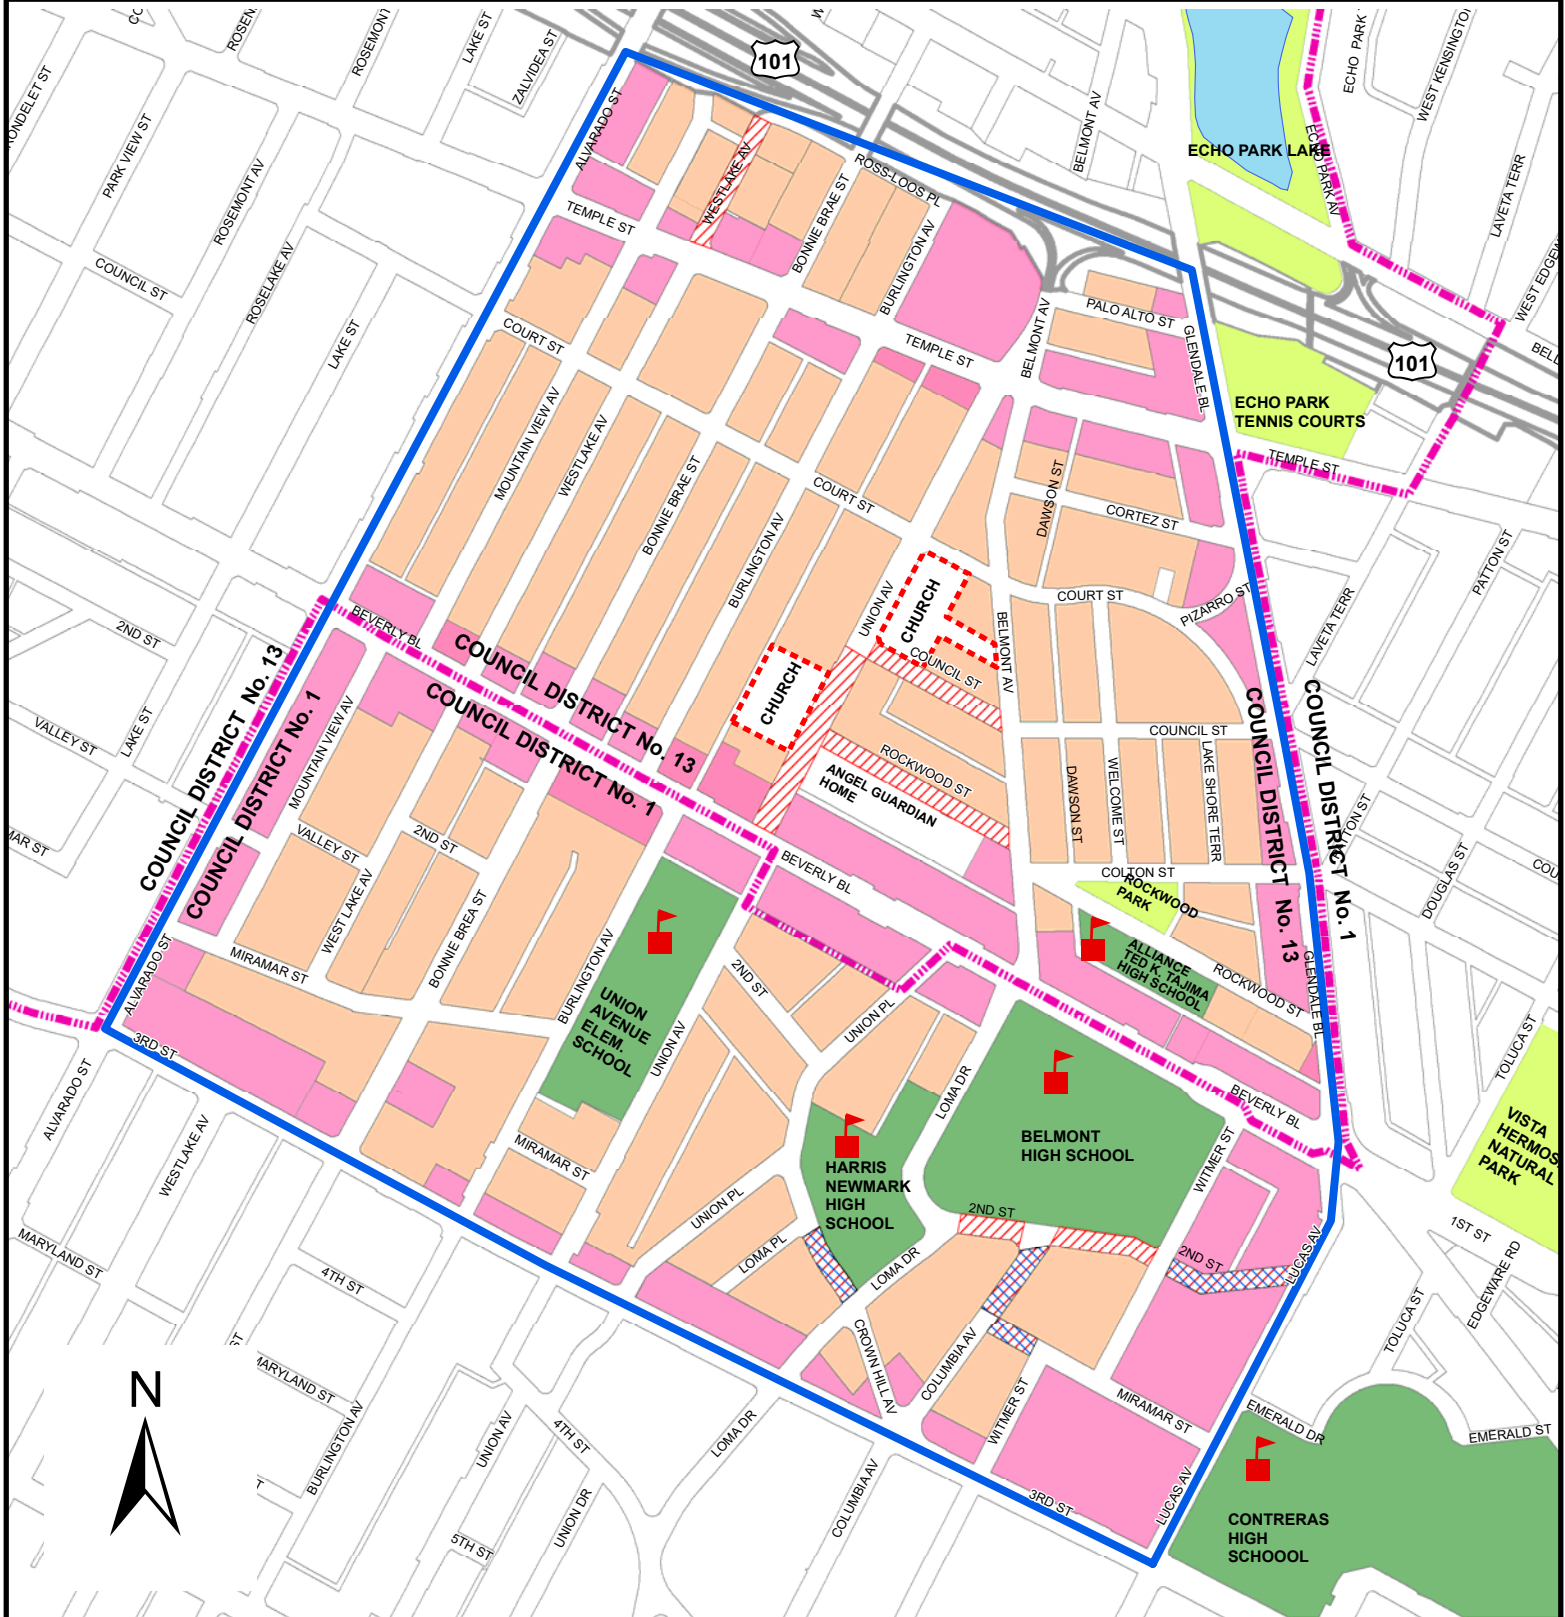 ROSEMONT
LAKE ST
ZALVIDEA ST
101
BELMONT AV
ECHO PARK
WEST KENSINGTO
PARK VIEW ST
ROSEMONT AV
ALVARADO ST
WESTLAKE AV
ROSS-LOOS PL
ECHO PARK LAKE
ECHO PARK AV
LAVETA TERR
COUNCIL ST
ROSELAKE AV
LAKE ST
TEMPLE ST
BONNIE BRAE ST
BURLINGTON AV
COURT ST
TEMPLE ST
BELMONT AV
PALO ALTO ST
GLENDALE BL
101
ECHO PARK
TENNIS COURTS
TEMPLE ST
MOUNTAIN VIEW AV
WESTLAKE AV
BONNIE BRAE ST
BURLINGTON AV
COURT ST
DAWSON ST
CORTEZ ST
PATTON ST
2ND ST
BEVERLY BL
UNION AV
CHURCH
COUNCIL ST
BELMONT AV
COURT ST
PIZARRO ST
LAVETA TERR
COUNCIL DISTRICT No. 13
COUNCIL DISTRICT No. 1
COUNCIL DISTRICT No. 13
COUNCIL DISTRICT No. 1
CHURCH
COUNCIL DISTRICT No. 13
COUNCIL DISTRICT No. 1
VALLEY ST
LAKE ST
MOUNTAIN VIEW AV
ROCKWOOD ST
ANGEL GUARDIAN
HOME
COUNCIL ST
DAWSON ST
WELCOME ST
LAKE SHORE TERR
VALLEY ST
2ND ST
BEVERLY BL
COLTON ST
ROCKWOOD
PARK
DOUGLAS ST
WEST LAKE AV
BONNIE BREA ST
ALVARADO ST
MIRAMAR ST
BURLINGTON AV
2ND ST
ALLIANCE
TED K. TAJIMA
HIGH SCHOOL
ROCKWOOD ST
GLENDALE BL
UNION
AVENUE
ELEM.
SCHOOL
UNION AV
UNION PL
LOMA DR
3RD ST
ALVARADO ST
WESTLAKE AV
MIRAMAR ST
BELMONT
HIGH SCHOOL
BEVERLY BL
WITMER ST
TOLUCA ST
VISTA
HERMOS
NATURAL
PARK
HARRIS
NEWMARK
HIGH
SCHOOL
UNION PL
LOMA PL
LOMA DR
2ND ST
2ND ST
LUCAS AV
1ST ST
EDGEWARE RD
TOLUCA ST
MARYLAND ST
4TH ST
MARYLAND ST
CROWN HILL AV
COLUMBIA AV
WITMER ST
MIRAMAR ST
EMERALD DR
EMERALD ST
N
BURLINGTON AV
UNION AV
4TH ST
LOMA DR
COLUMBIA AV
3RD ST
LUCAS AV
CONTRERAS
HIGH
SCHOOOL
5TH ST
UNION DR